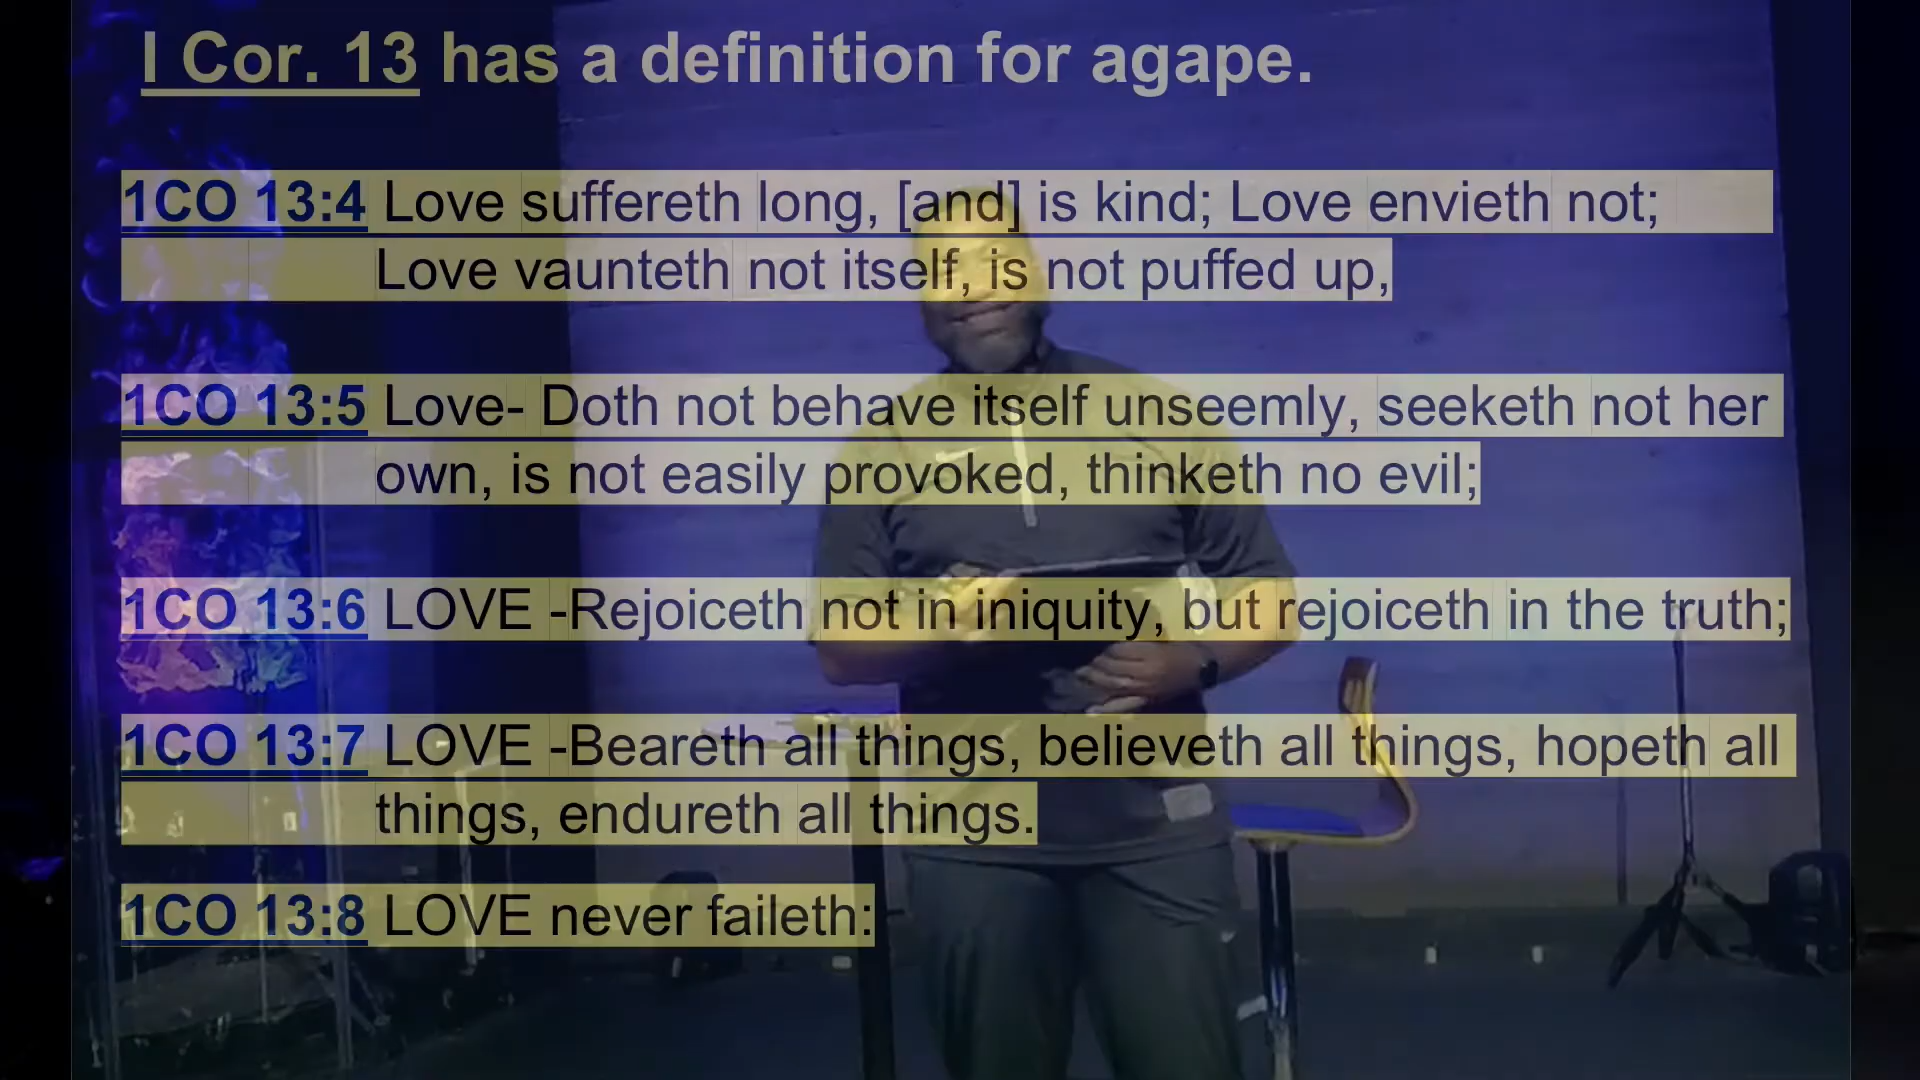 I Cor. 13 has a definition for agape.
1CO 13:4 Love suffereth long, [and] is kind; Love envieth not;
Love vaunteth not itself, is not puffed up,
1CO 13:5 Love- Doth not behave itself unseemly, seeketh not her
own, is not easily provoked, thinketh no evil;
1CO 13:6 LOVE -Rejoiceth not in iniquity, but rejoiceth in the truth;
1CO 13:7 LOVE -Beareth all things, believeth all things, hopeth all
things, endureth all things.
1CO 13:8 LOVE never faileth: